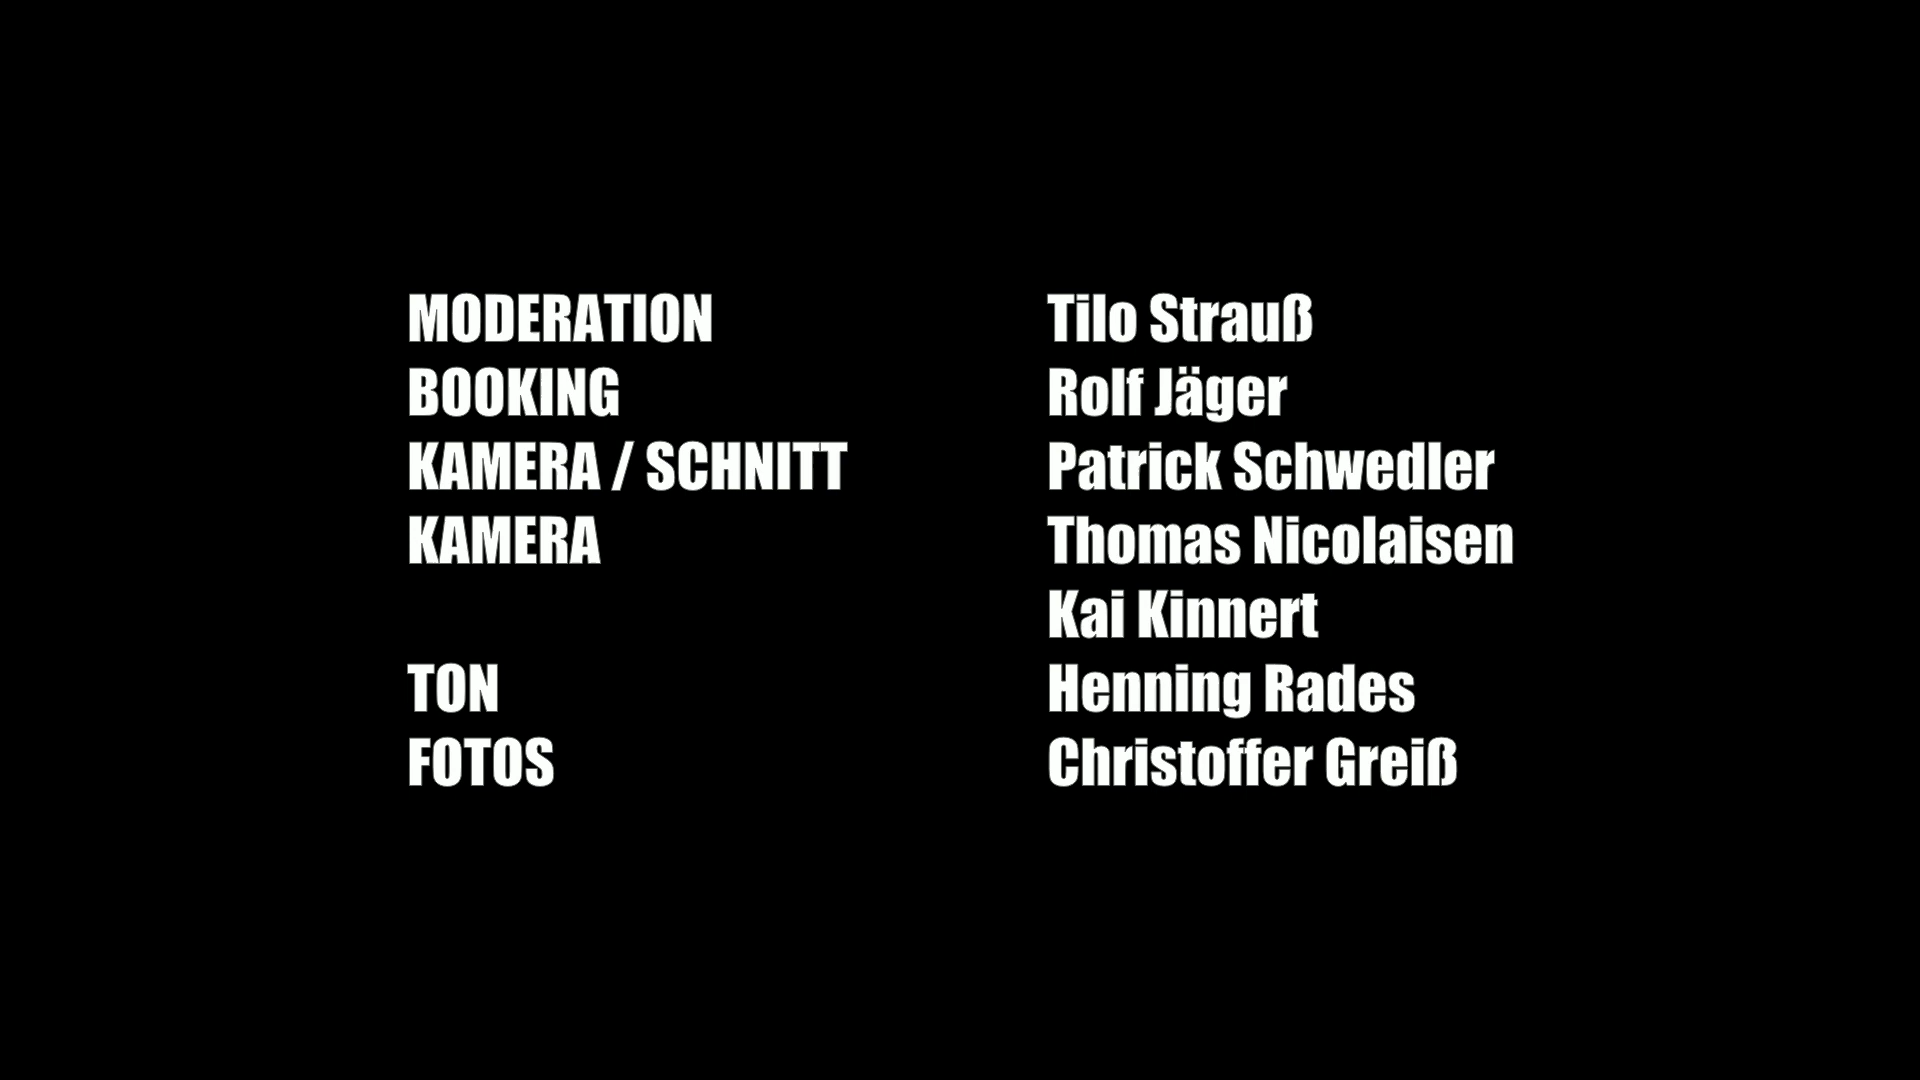 MODERATION Tilo Strauß
BOOKING Rolf Jäger
KAMERA / SCHNITT Patrick Schwedler
KAMERA Thomas Nicolaisen
Kai Kinnert
TON Henning Rades
FOTOS Christoffer Greiß